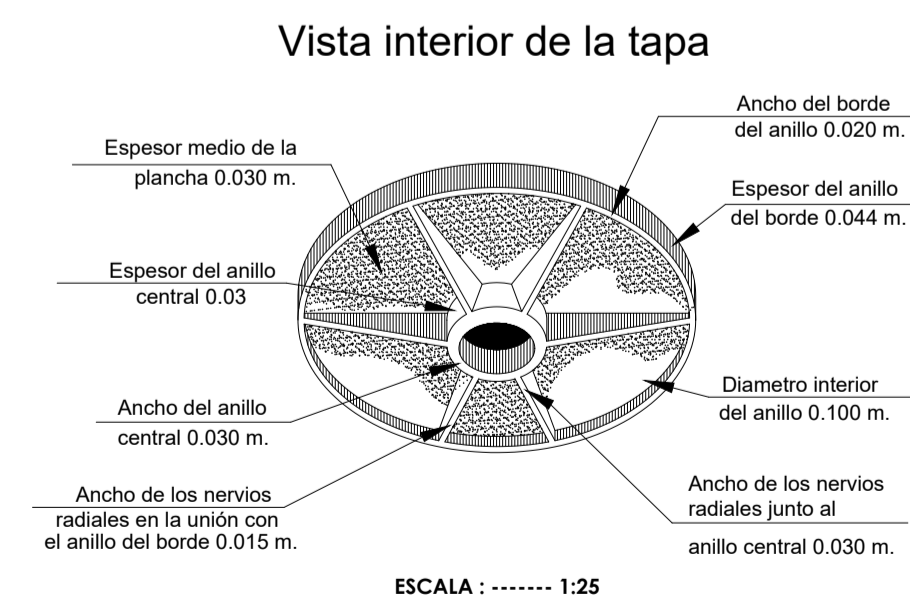 Vista interior de la tapa
Ancho del borde
del anillo 0.020 m.
Espesor medio de la
plancha 0.030 m.
Espesor del anillo
del borde 0.044 m.
Espesor del anillo
central 0.03
Diametro interior
del anillo 0.100 m.
Ancho del anillo
central 0.030 m.
Ancho de los nervios
radiales junto al
anillo central 0.030 m.
Ancho de los nervios
radiales en la unión con
el anillo del borde 0.015 m.
ESCALA : ------- 1:25